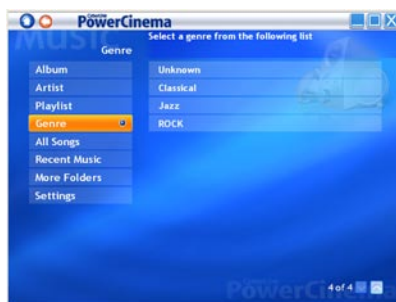 CyberLink
PowerCinema
MUSIC
Select a genre from the following list
Genre
Album
Artist
Playlist
Genre
All Songs
Recent Music
More Folders
Settings
Unknown
Classical
Jazz
ROCK
4 of 4
PowerCinema